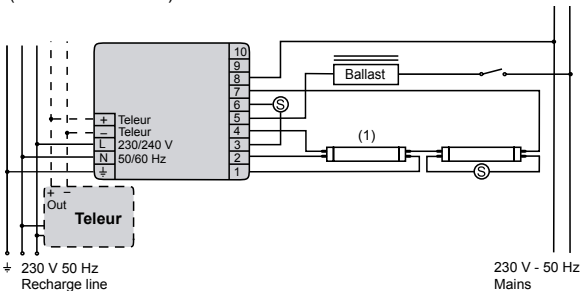 10
9
8
7
6
5
4
3
2
1
+ Teleur
– Teleur
L 230/240 V
N 50/60 Hz
Ballast
S
(1)
S
+ –
Out
Teleur
230 V 50 Hz
Recharge line
230 V - 50 Hz
Mains